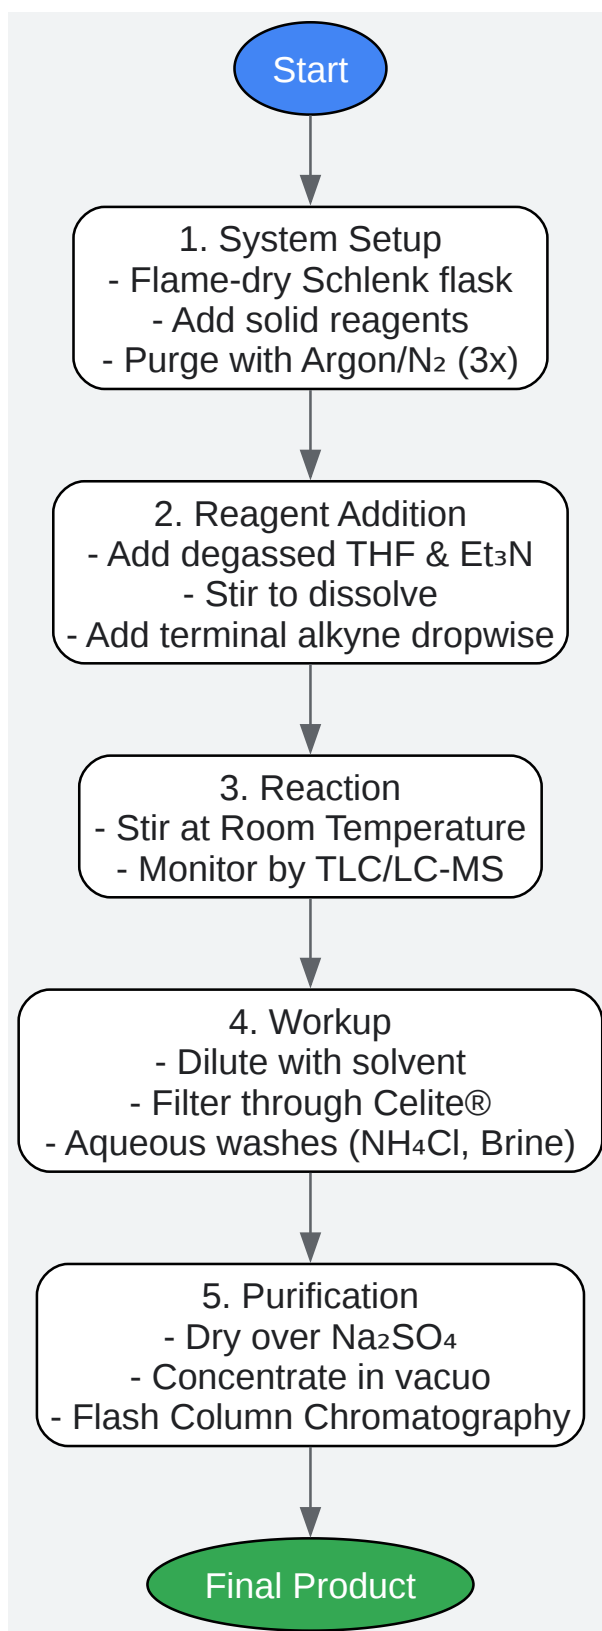 Start
1. System Setup
- Flame-dry Schlenk flask
- Add solid reagents
- Purge with Argon/N₂ (3x)
2. Reagent Addition
- Add degassed THF & Et₃N
- Stir to dissolve
- Add terminal alkyne dropwise
3. Reaction
- Stir at Room Temperature
- Monitor by TLC/LC-MS
4. Workup
- Dilute with solvent
- Filter through Celite®
- Aqueous washes (NH₄Cl, Brine)
5. Purification
- Dry over Na₂SO₄
- Concentrate in vacuo
- Flash Column Chromatography
Final Product